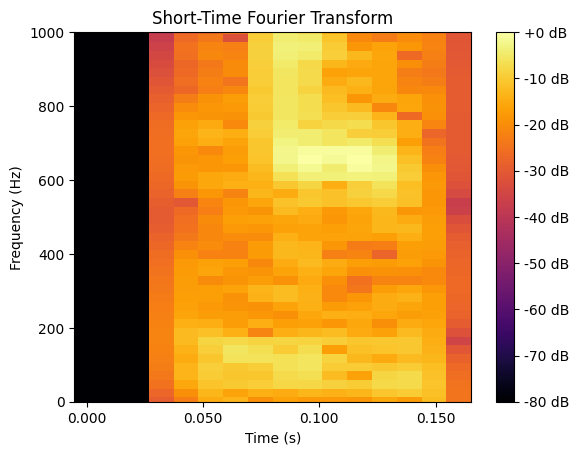 Short-Time Fourier Transform
Frequency (Hz)
1000
800
600
400
200
0
0.000
0.050
0.100
0.150
Time (s)
+0 dB
-10 dB
-20 dB
-30 dB
-40 dB
-50 dB
-60 dB
-70 dB
-80 dB